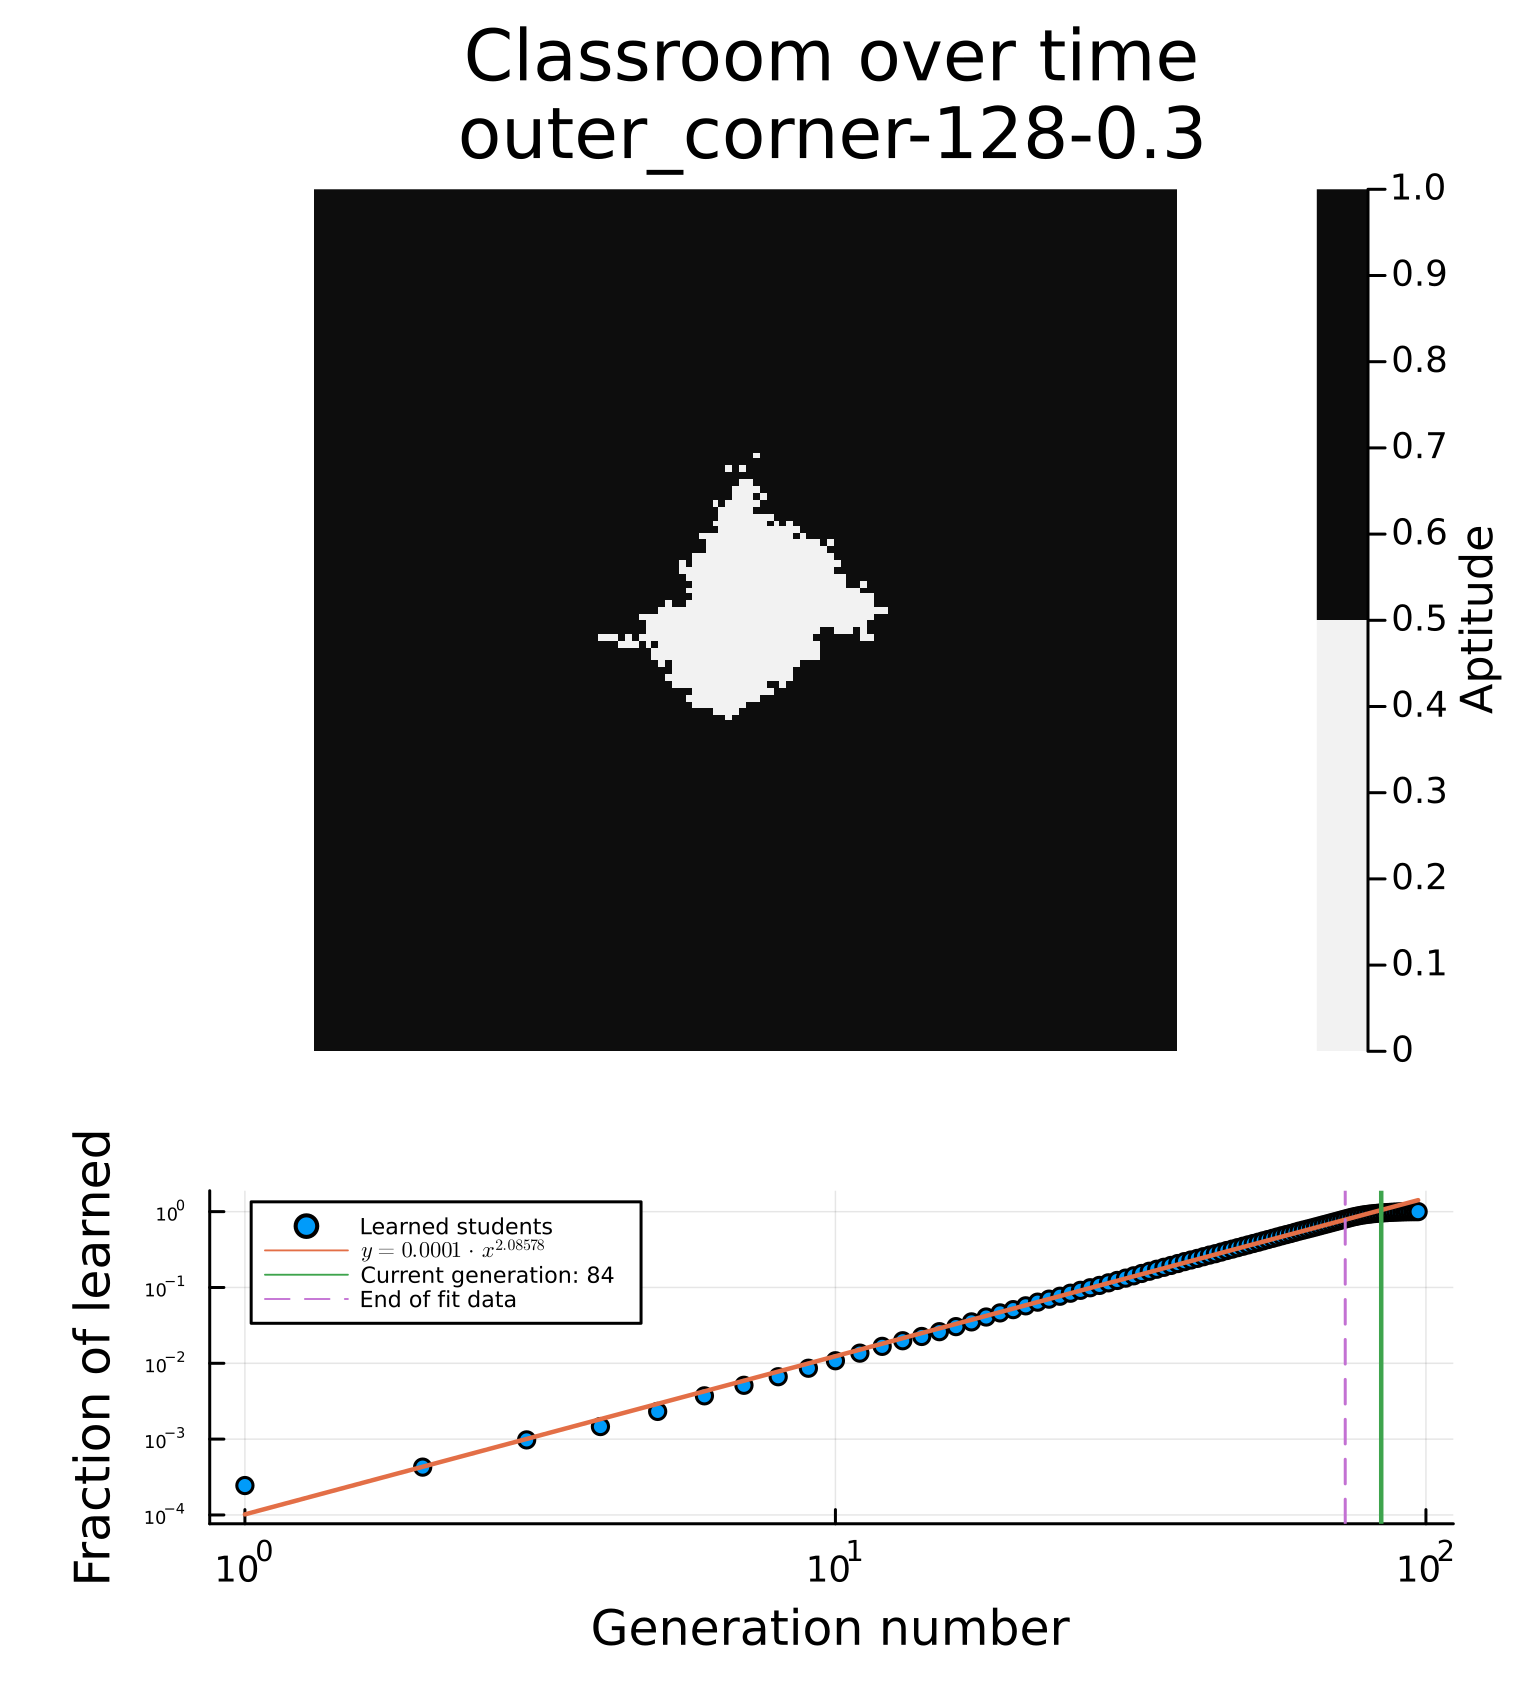 Classroom over time
outer_corner-128-0.3
1.0
0.9
0.8
0.7
0.6
0.5
0.4
0.3
0.2
0.1
0
Aptitude
Fraction of learned
10^0
10^-1
10^-2
10^-3
10^-4
Learned students
y = 0.0001 · x^2.08578
Current generation: 84
End of fit data
10^0
10^1
10^2
Generation number